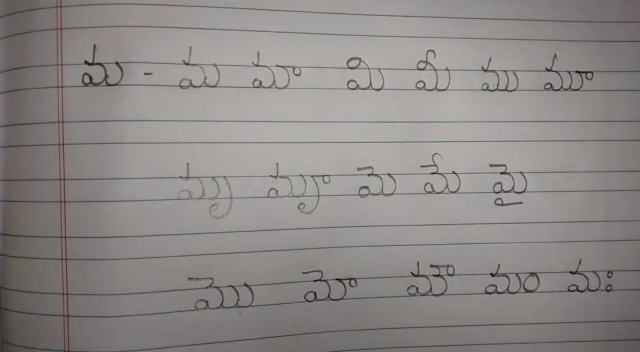 మ - మ మా మి మీ ము మూ
మృ మౄ మె మే మై
మొ మో మౌ మం మః